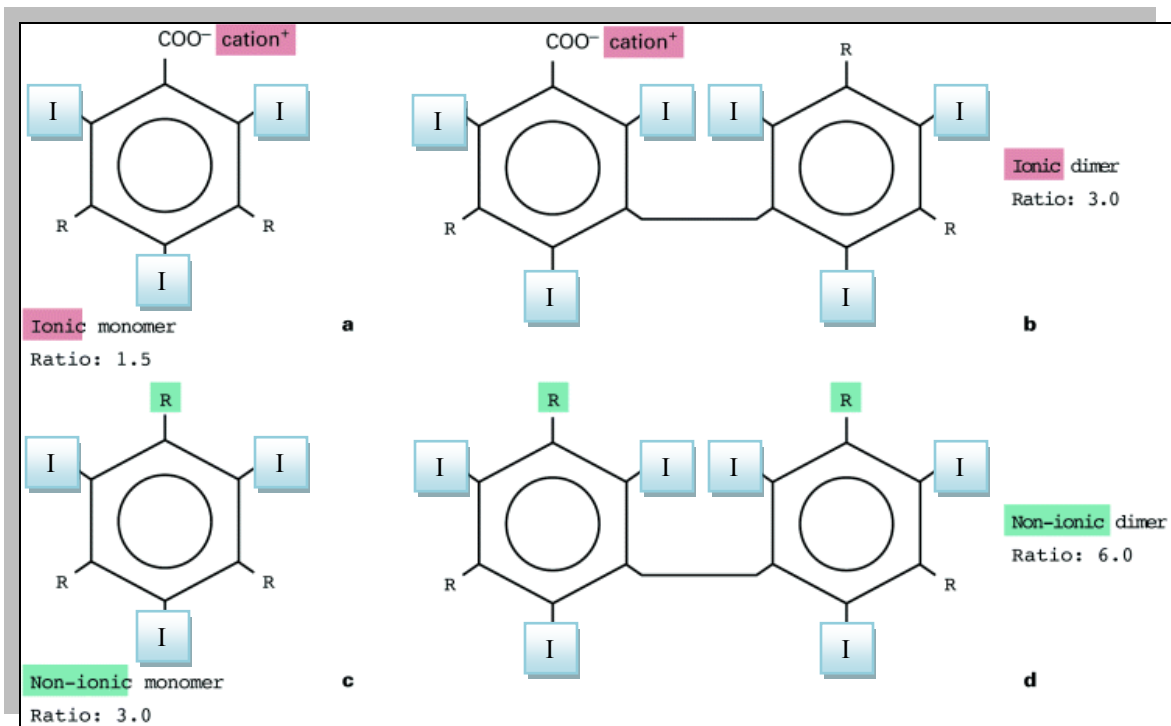 COO⁻ cation⁺
I I
R R
I
Ionic monomer
Ratio: 1.5
a
COO⁻ cation⁺
R
I I I I
R R
I I
Ionic dimer
Ratio: 3.0
b
R
I I
R R
I
Non-ionic monomer
Ratio: 3.0
c
R R
I I I I
R R
I I
Non-ionic dimer
Ratio: 6.0
d